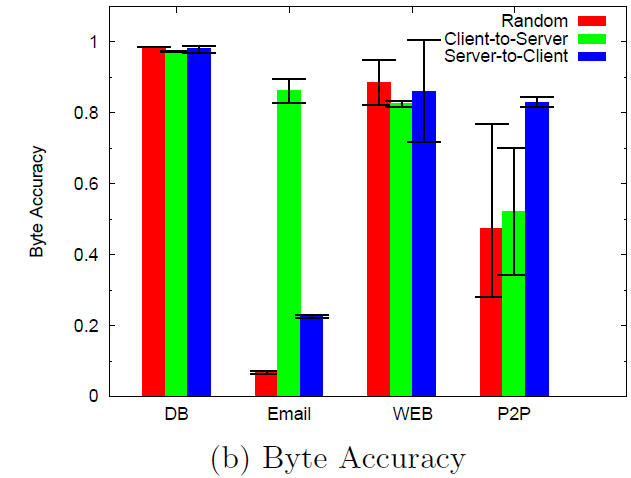 Random
Client-to-Server
Server-to-Client
1
0.8
0.6
0.4
0.2
0
Byte Accuracy
DB Email WEB P2P
(b) Byte Accuracy